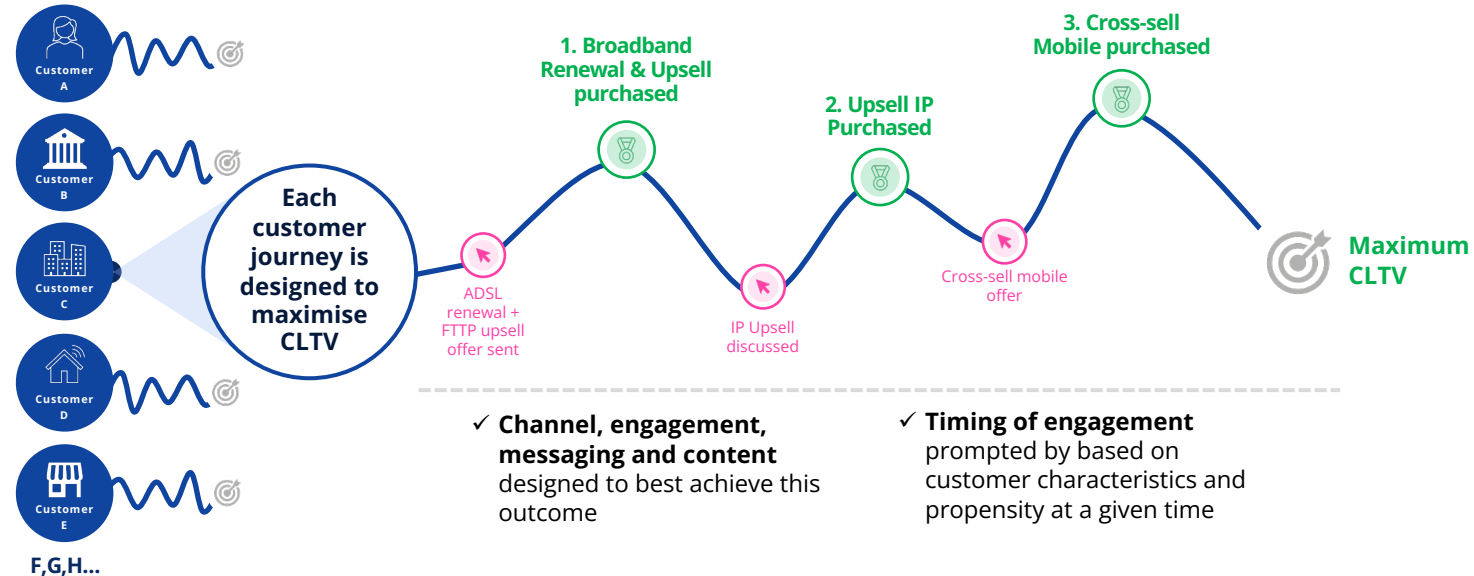 Customer
A
Customer
B
Customer
C
Customer
D
Customer
E
F,G,H...
Each
customer
journey is
designed to
maximise
CLTV
ADSL
renewal +
FTTP upsell
offer sent
1. Broadband
Renewal & Upsell
purchased
IP Upsell
discussed
2. Upsell IP
Purchased
Cross-sell mobile
offer
3. Cross-sell
Mobile purchased
Maximum
CLTV
✓ Channel, engagement,
messaging and content
designed to best achieve this
outcome
✓ Timing of engagement
prompted by based on
customer characteristics and
propensity at a given time